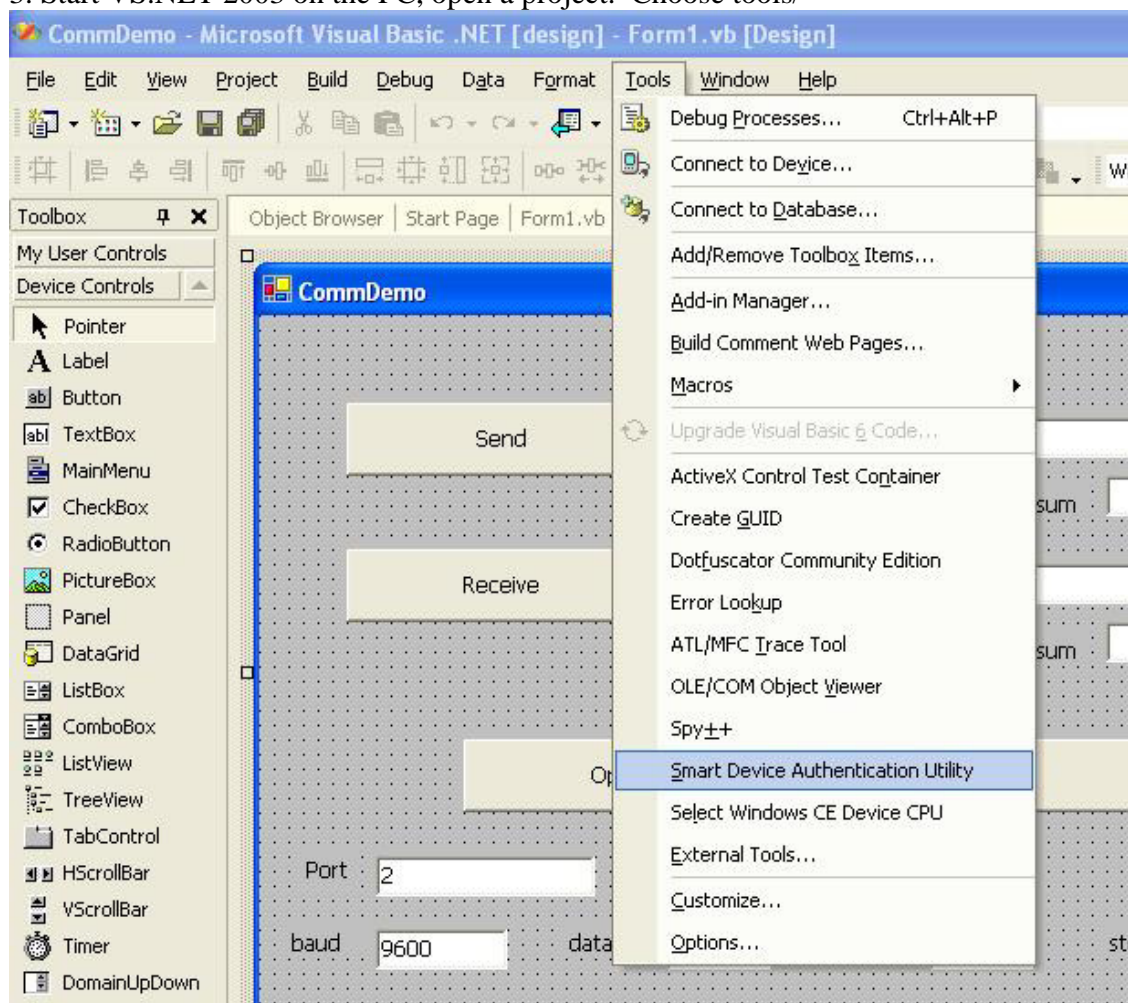 3. Start VS.NET 2003 on the PC, open a project. Choose tools/
CommDemo - Microsoft Visual Basic .NET [design] - Form1.vb [Design]
File Edit View Project Build Debug Data Format Tools Window Help
Toolbox
My User Controls
Device Controls
Pointer
Label
Button
TextBox
MainMenu
CheckBox
RadioButton
PictureBox
Panel
DataGrid
ListBox
ComboBox
ListView
TreeView
TabControl
HScrollBar
VScrollBar
Timer
DomainUpDown
Object Browser Start Page Form1.vb
CommDemo
Send
Receive
Op
Port 2
baud 9600 data
Debug Processes... Ctrl+Alt+P
Connect to Device...
Connect to Database...
Add/Remove Toolbox Items...
Add-in Manager...
Build Comment Web Pages...
Macros
Upgrade Visual Basic 6 Code...
ActiveX Control Test Container
Create GUID
Dotfuscator Community Edition
Error Lookup
ATL/MFC Trace Tool
OLE/COM Object Viewer
Spy++
Smart Device Authentication Utility
Select Windows CE Device CPU
External Tools...
Customize...
Options...
W
sum
sum
st